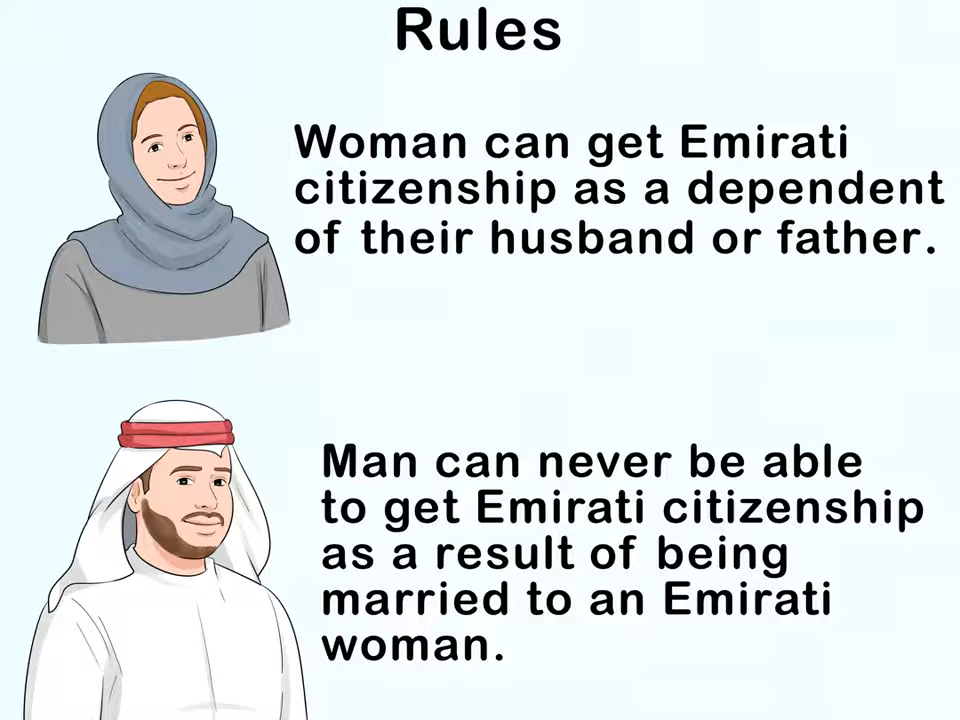 Rules
Woman can get Emirati
citizenship as a dependent
of their husband or father.
Man can never be able
to get Emirati citizenship
as a result of being
married to an Emirati
woman.